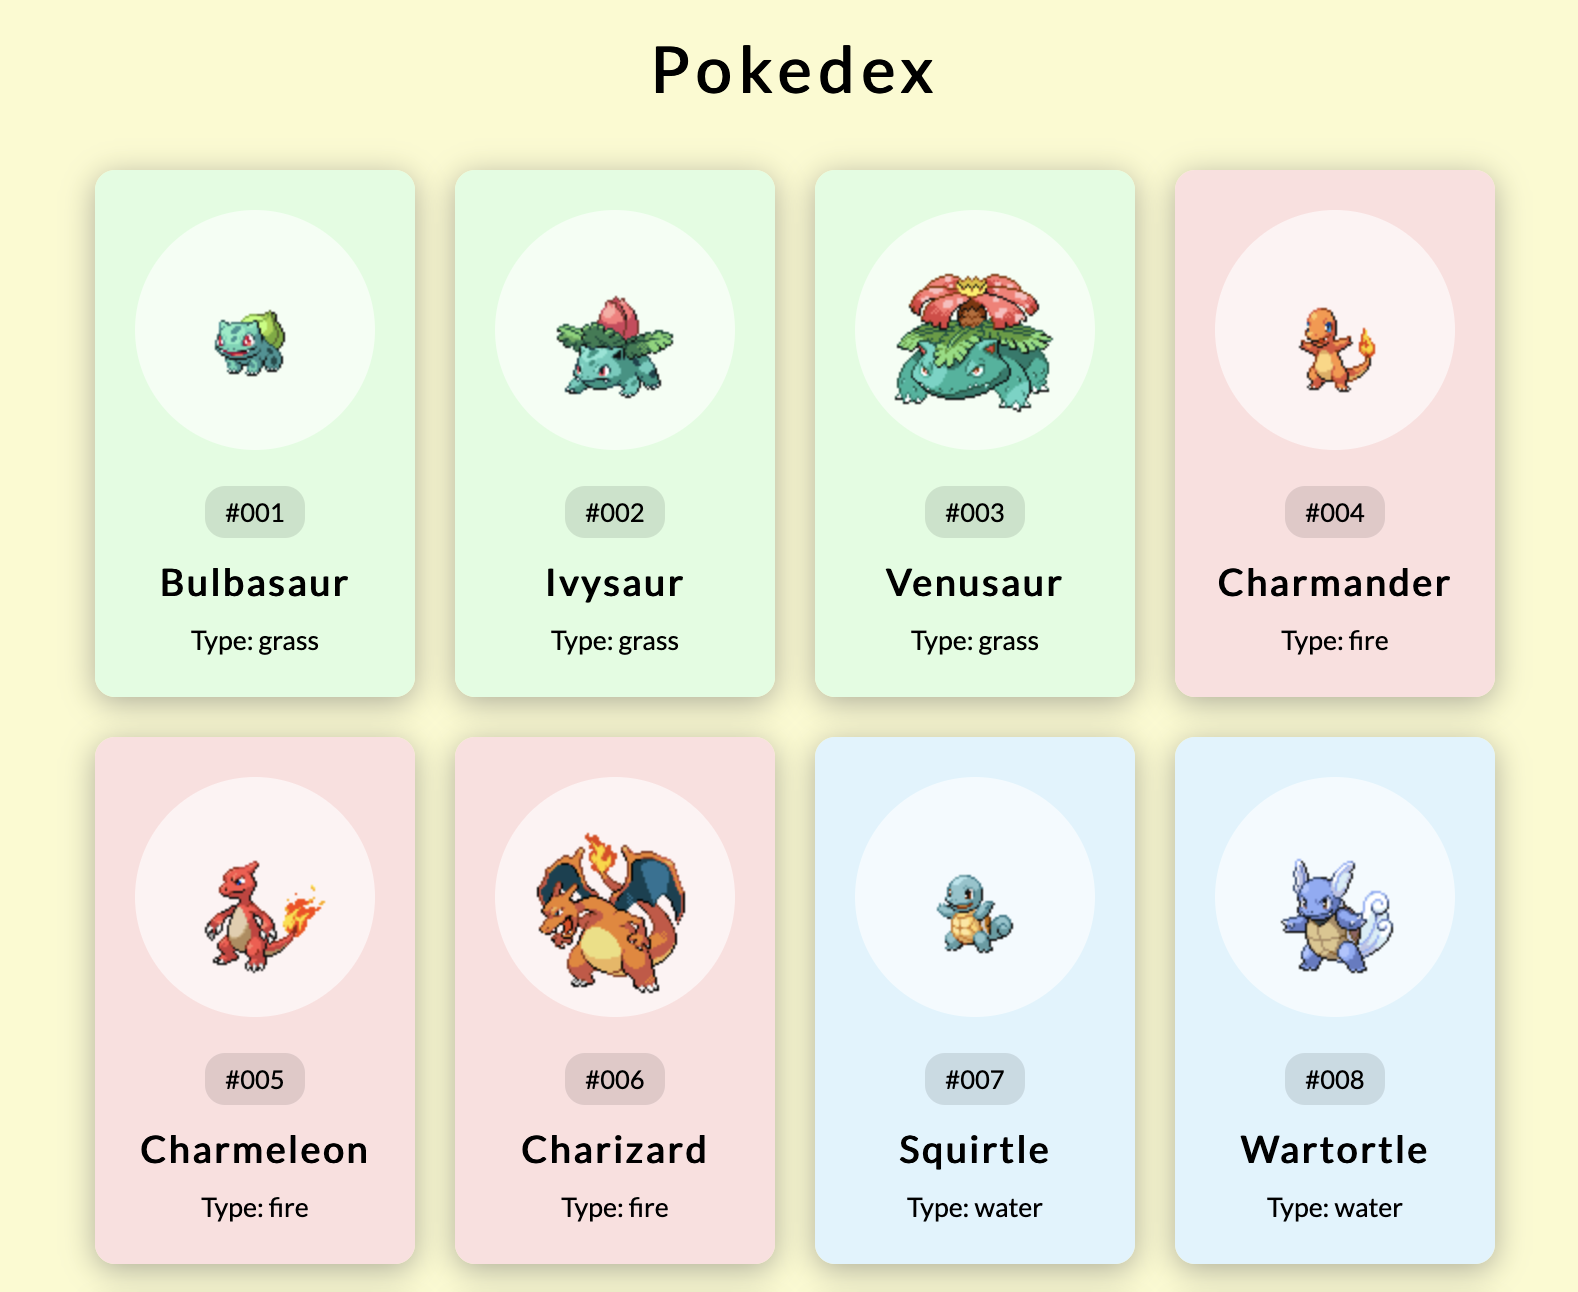 Pokedex
#001
Bulbasaur
Type: grass
#002
Ivysaur
Type: grass
#003
Venusaur
Type: grass
#004
Charmander
Type: fire
#005
Charmeleon
Type: fire
#006
Charizard
Type: fire
#007
Squirtle
Type: water
#008
Wartortle
Type: water